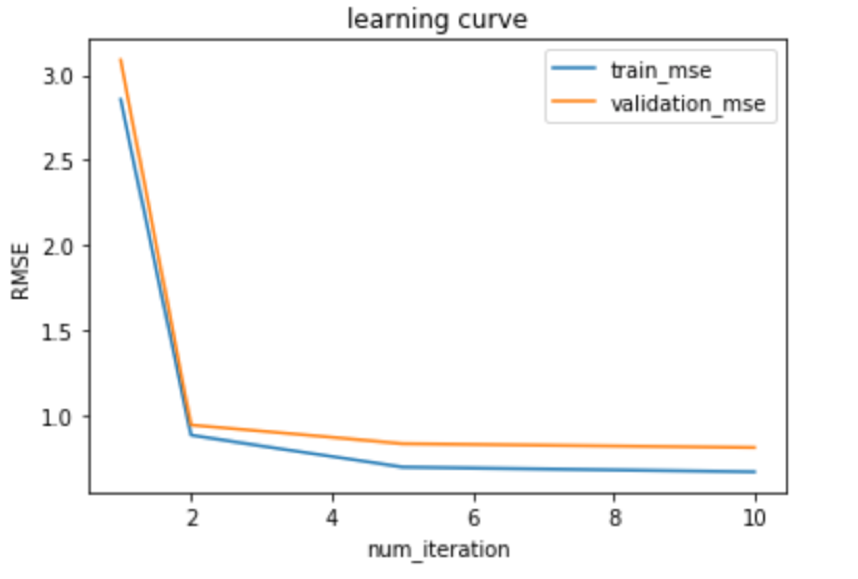 learning curve
train_mse
validation_mse
3.0
2.5
2.0
1.5
1.0
RMSE
2 4 6 8 10
num_iteration